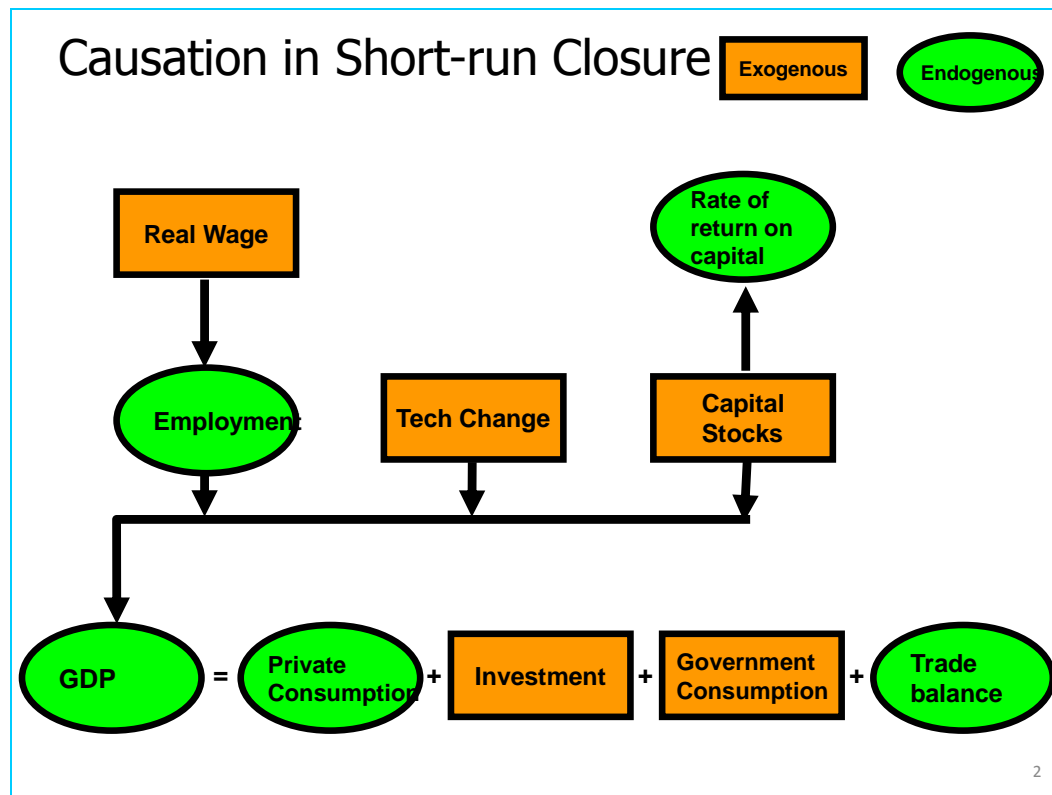 Causation in Short-run Closure
Exogenous
Endogenous
Real Wage
Rate of
return on
capital
Employment
Tech Change
Capital
Stocks
GDP
=
Private
Consumption
+
Investment
+
Government
Consumption
+
Trade
balance
2